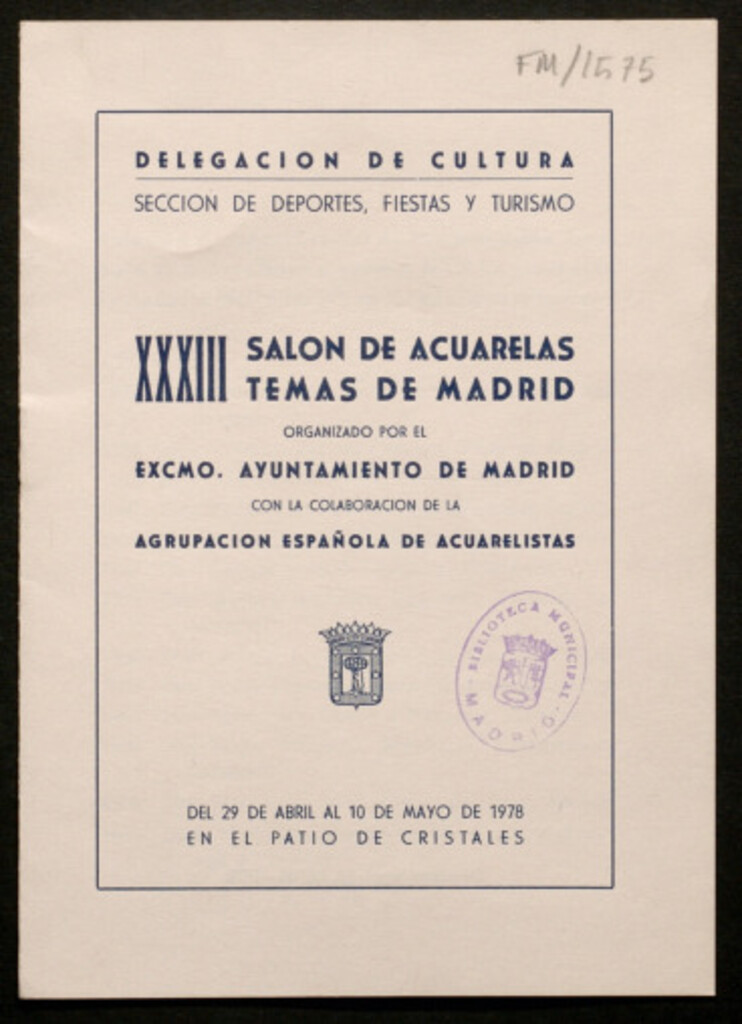 FM/1575
DELEGACION DE CULTURA
SECCION DE DEPORTES, FIESTAS Y TURISMO
XXXIII SALON DE ACUARELAS
TEMAS DE MADRID
ORGANIZADO POR EL
EXCMO. AYUNTAMIENTO DE MADRID
CON LA COLABORACION DE LA
AGRUPACION ESPAÑOLA DE ACUARELISTAS
BIBLIOTECA MUNICIPAL
MADRID
DEL 29 DE ABRIL AL 10 DE MAYO DE 1978
EN EL PATIO DE CRISTALES